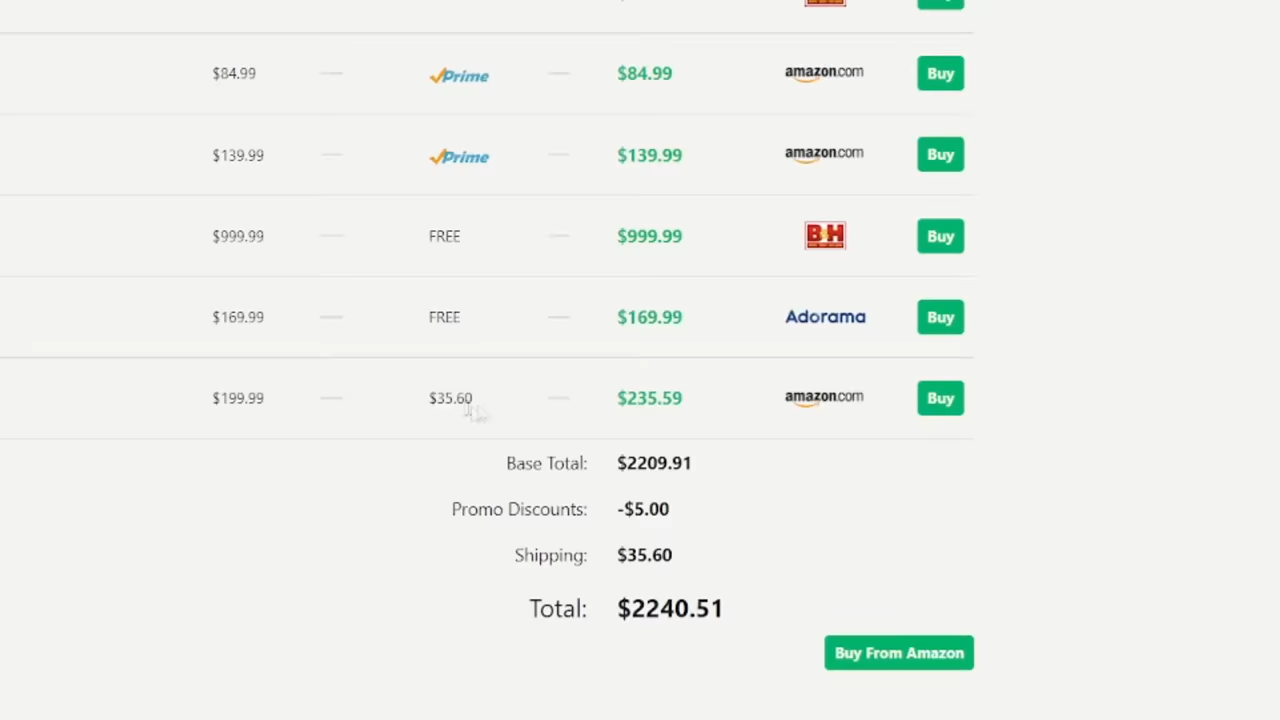 $84.99 Prime $84.99 amazon.com Buy
$139.99 Prime $139.99 amazon.com Buy
$999.99 FREE $999.99 B&H Buy
$169.99 FREE $169.99 Adorama Buy
$199.99 $35.60 $235.59 amazon.com Buy
Base Total: $2209.91
Promo Discounts: -$5.00
Shipping: $35.60
Total: $2240.51
Buy From Amazon